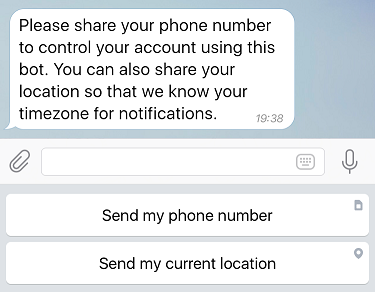 Please share your phone number
to control your account using this
bot. You can also share your
location so that we know your
timezone for notifications.
19:38
Send my phone number
Send my current location